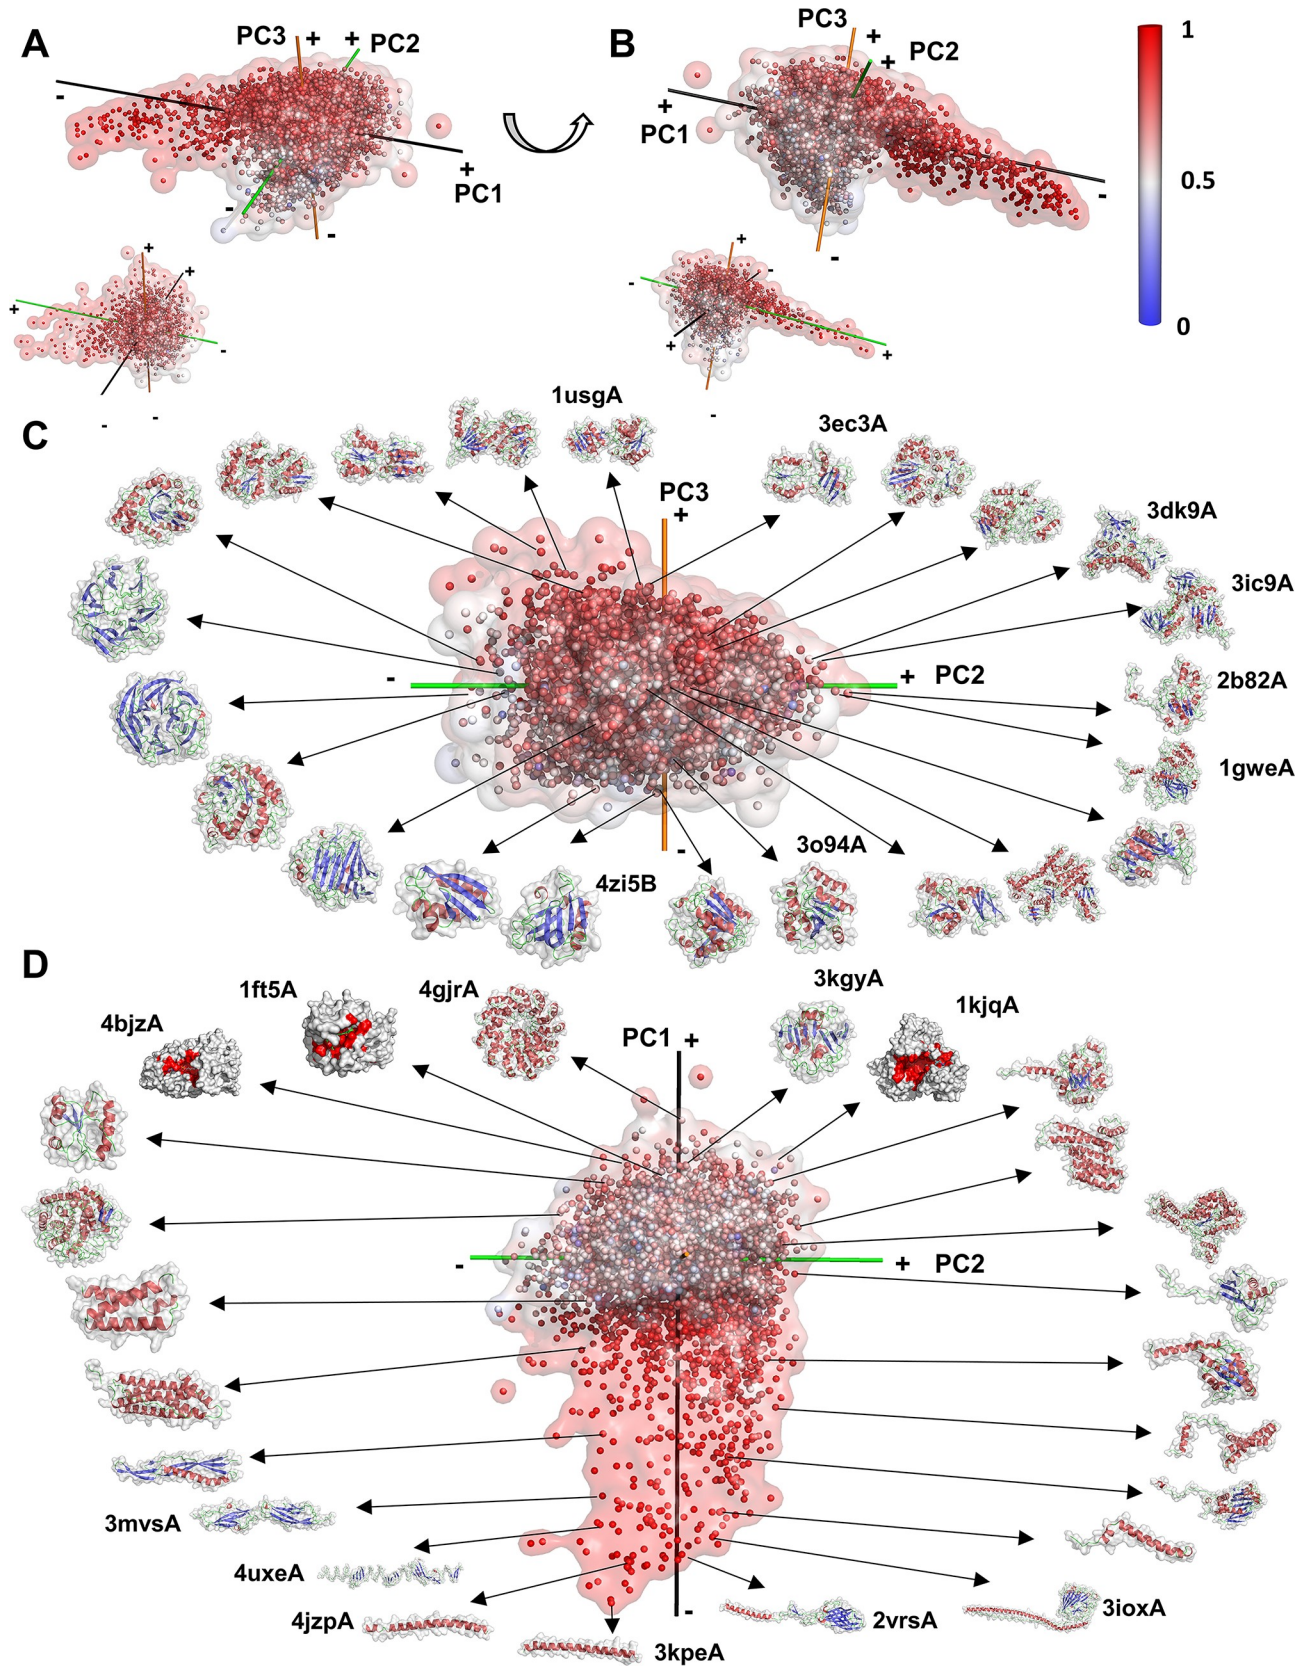 A
PC3 + + PC2
-
+
PC1
-
-
+
+
+
-
-
-
B
PC3
+
+ PC2
+
PC1
-
-
+
-
-
+
+
-
1
0.5
0
C
1usgA
3ec3A
PC3
+
3dk9A
3ic9A
-
+ PC2
2b82A
1gweA
-
3o94A
4zi5B
D
1ft5A
4gjrA
3kgyA
1kjqA
4bjzA
PC1 +
-
+ PC2
3mvsA
4uxeA
4jzpA
-
3kpeA
2vrsA
3ioxA